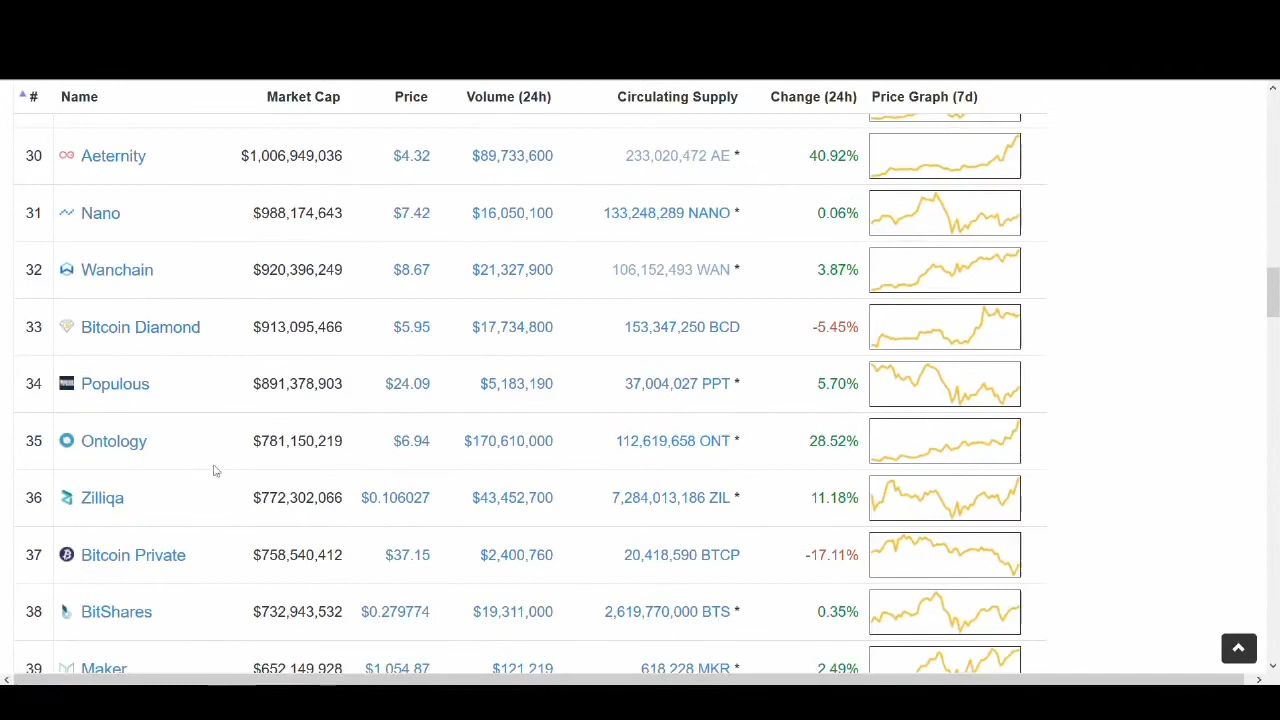 # Name Market Cap Price Volume (24h) Circulating Supply Change (24h) Price Graph (7d)
30 Aeternity $1,006,949,036 $4.32 $89,733,600 233,020,472 AE * 40.92%
31 Nano $988,174,643 $7.42 $16,050,100 133,248,289 NANO * 0.06%
32 Wanchain $920,396,249 $8.67 $21,327,900 106,152,493 WAN * 3.87%
33 Bitcoin Diamond $913,095,466 $5.95 $17,734,800 153,347,250 BCD -5.45%
34 Populous $891,378,903 $24.09 $5,183,190 37,004,027 PPT * 5.70%
35 Ontology $781,150,219 $6.94 $170,610,000 112,619,658 ONT * 28.52%
36 Zilliqa $772,302,066 $0.106027 $43,452,700 7,284,013,186 ZIL * 11.18%
37 Bitcoin Private $758,540,412 $37.15 $2,400,760 20,418,590 BTCP -17.11%
38 BitShares $732,943,532 $0.279774 $19,311,000 2,619,770,000 BTS * 0.35%
39 Maker $652,149,928 $1,054.87 $121,219 618,228 MKR * 2.49%